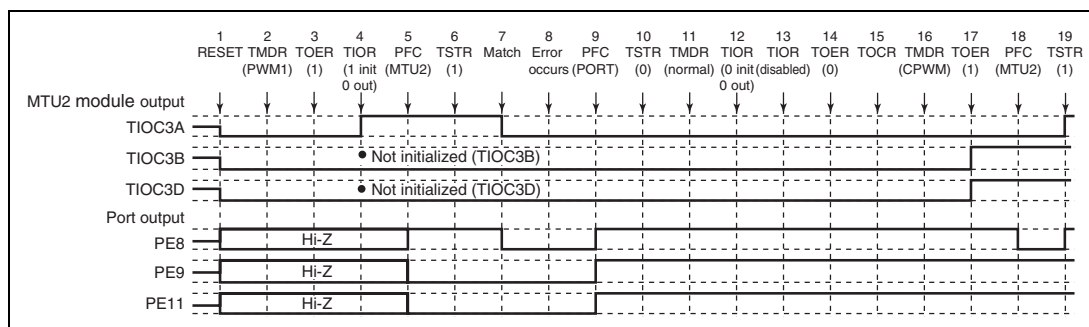 1 2 3 4 5 6 7 8 9 10 11 12 13 14 15 16 17 18 19
RESET TMDR TOER TIOR PFC TSTR Match Error PFC TSTR TMDR TIOR TIOR TOER TOCR TMDR TOER PFC TSTR
(PWM1) (1) (1 init (MTU2) (1) occurs (PORT) (0) (normal) (0 init (disabled) (0) (CPWM) (1) (MTU2) (1)
0 out) 0 out)
MTU2 module output
TIOC3A
TIOC3B • Not initialized (TIOC3B)
TIOC3D • Not initialized (TIOC3D)
Port output
PE8 Hi-Z
PE9 Hi-Z
PE11 Hi-Z